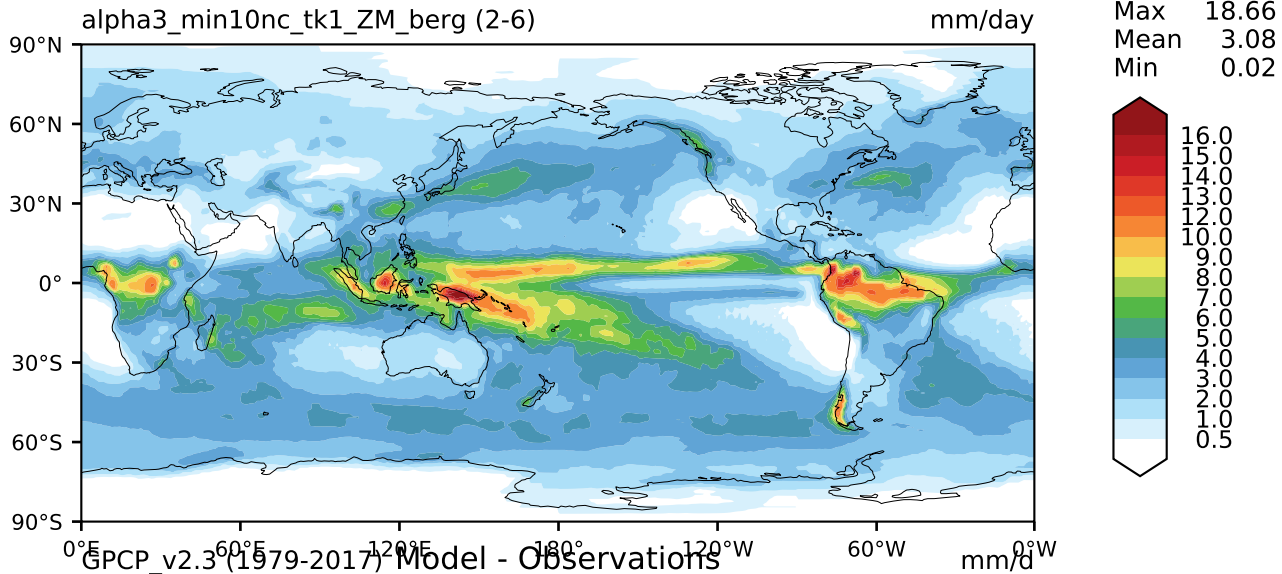 alpha3_min10nc_tk1_ZM_berg (2-6) mm/day
Max 18.66
Mean 3.08
Min 0.02
90°N
60°N
30°N
0°
30°S
60°S
90°S
0°E 60°E 120°E 180° 120°W 60°W 0°W
16.0
15.0
14.0
13.0
12.0
10.0
9.0
8.0
7.0
6.0
5.0
4.0
3.0
2.0
1.0
0.5
GPCP_v2.3 (1979-2017) Model - Observations mm/d